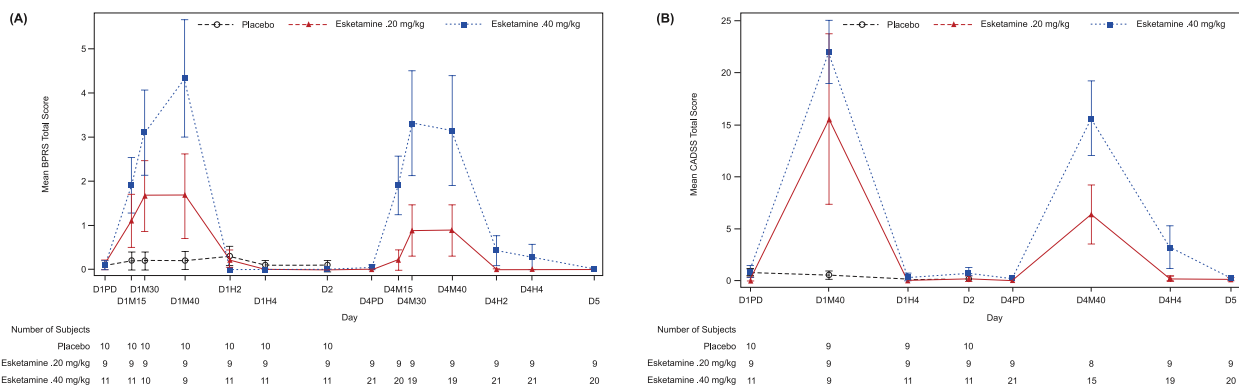 (A)
Placebo Esketamine .20 mg/kg Esketamine .40 mg/kg
Mean BPRS Total Score
5
4
3
2
1
0
D1PD D1M30 D1M40 D1H2 D2 D4M15 D4M40 D4H4 D5
D1M15 D1H4 D4PD D4M30 D4H2
Day
Number of Subjects
Placebo 10 10 10 10 10 10 10
Esketamine .20 mg/kg 9 9 9 9 9 9 9 9 9 9 9 9 9 9
Esketamine .40 mg/kg 11 11 10 9 11 11 11 21 20 19 19 21 21 20
(B)
Placebo Esketamine .20 mg/kg Esketamine .40 mg/kg
Mean CADSS Total Score
25
20
15
10
5
0
D1PD D1M40 D1H4 D2 D4PD D4M40 D4H4 D5
Day
Number of Subjects
Placebo 10 9 9 10
Esketamine .20 mg/kg 9 9 9 9 9 8 9 9
Esketamine .40 mg/kg 11 9 11 11 21 15 19 20